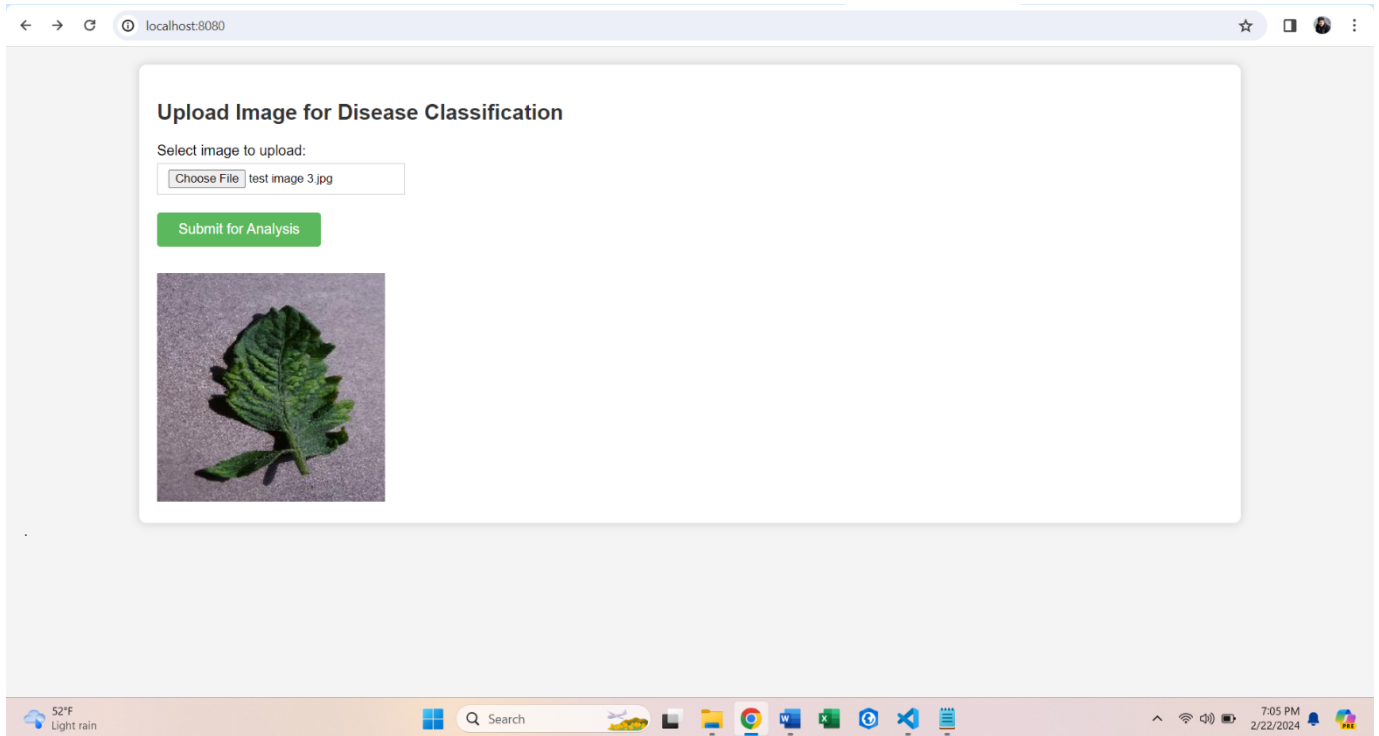 localhost:8080
Upload Image for Disease Classification
Select image to upload:
Choose File test image 3.jpg
Submit for Analysis
.
52°F
Light rain
Search
7:05 PM
2/22/2024
PRE